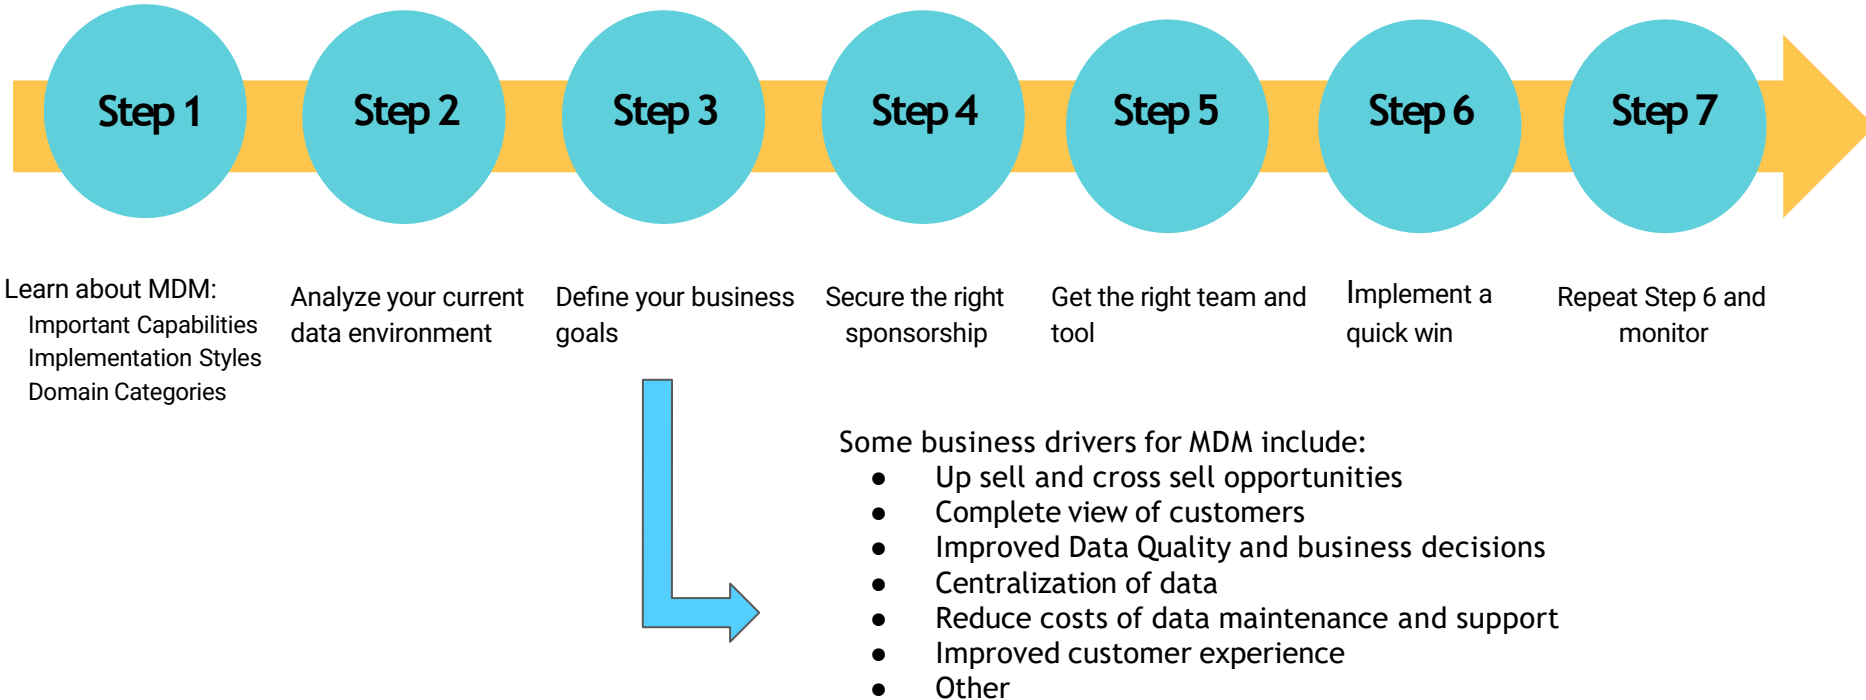 Step 1
Step 2
Step 3
Step 4
Step 5
Step 6
Step 7
Learn about MDM:
Important Capabilities
Implementation Styles
Domain Categories
Analyze your current
data environment
Define your business
goals
Secure the right
sponsorship
Get the right team and
tool
Implement a
quick win
Repeat Step 6 and
monitor
Some business drivers for MDM include:
● Up sell and cross sell opportunities
● Complete view of customers
● Improved Data Quality and business decisions
● Centralization of data
● Reduce costs of data maintenance and support
● Improved customer experience
● Other